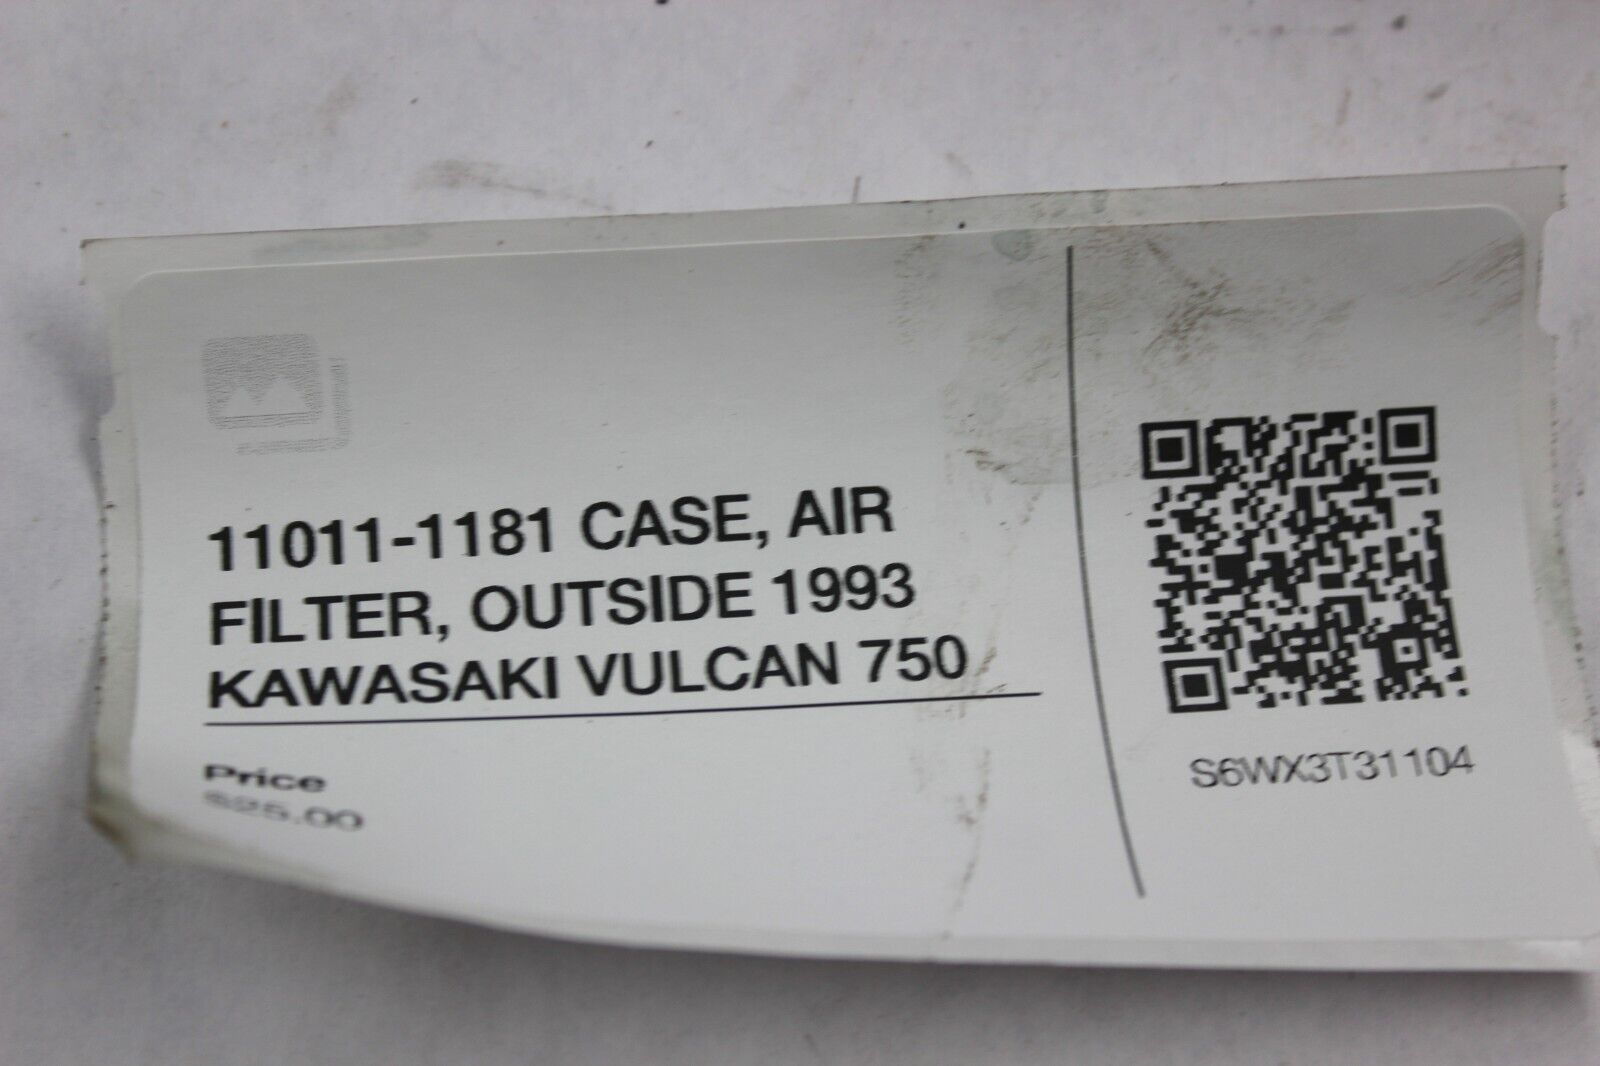 11011-1181 CASE, AIR
FILTER, OUTSIDE 1993
KAWASAKI VULCAN 750
Price
$25.00
S6WX3T31104